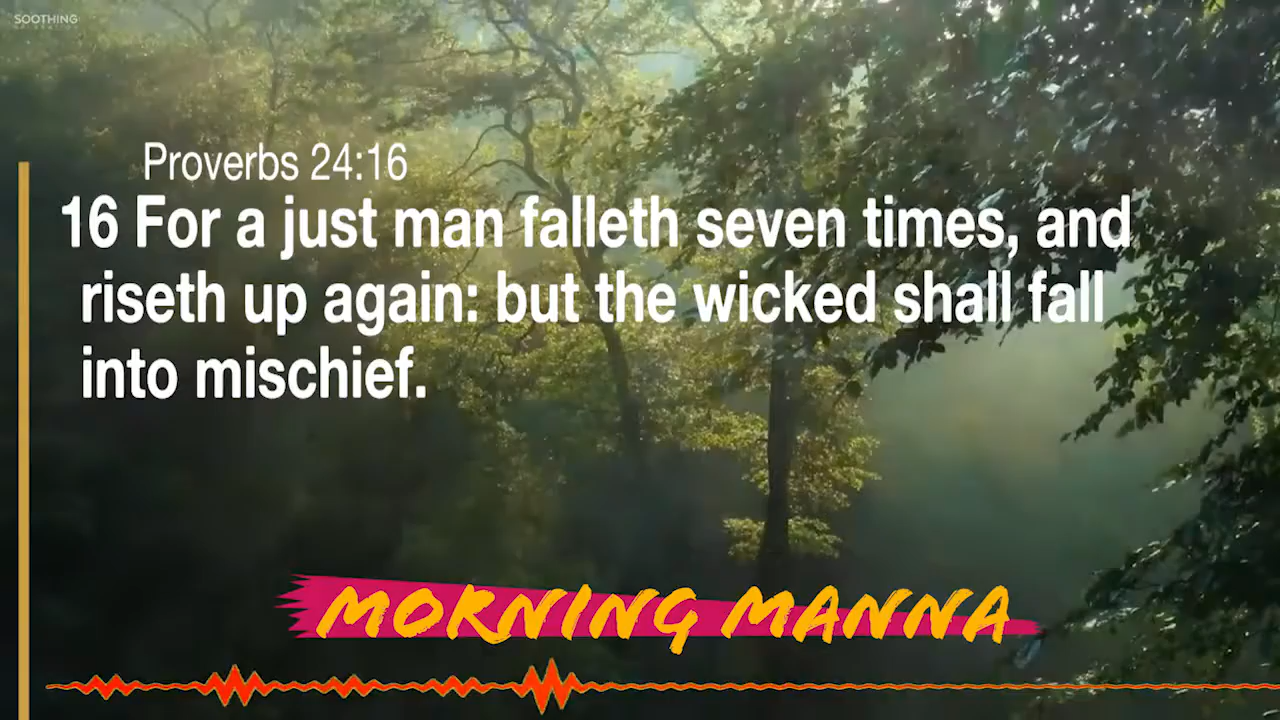 SOOTHING
Proverbs 24:16
16 For a just man falleth seven times, and
riseth up again: but the wicked shall fall
into mischief.
MORNING MANNA